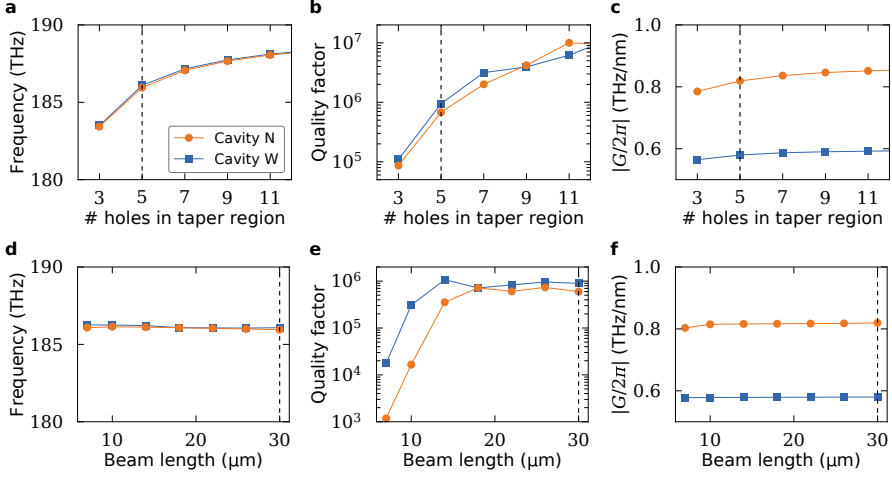 a
190
185
180
Frequency (THz)
Cavity N
Cavity W
3 5 7 9 11
# holes in taper region
b
10^7
10^6
10^5
Quality factor
3 5 7 9 11
# holes in taper region
c
1.0
0.8
0.6
|G/2π| (THz/nm)
3 5 7 9 11
# holes in taper region
d
190
185
180
Frequency (THz)
10 20 30
Beam length (μm)
e
10^6
10^5
10^4
10^3
Quality factor
10 20 30
Beam length (μm)
f
1.0
0.8
0.6
|G/2π| (THz/nm)
10 20 30
Beam length (μm)